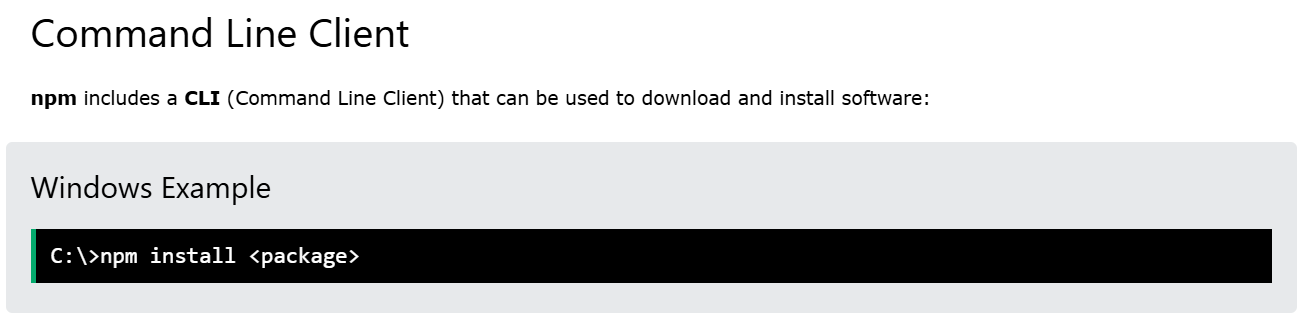 Command Line Client
npm includes a CLI (Command Line Client) that can be used to download and install software:
Windows Example
C:\>npm install <package>